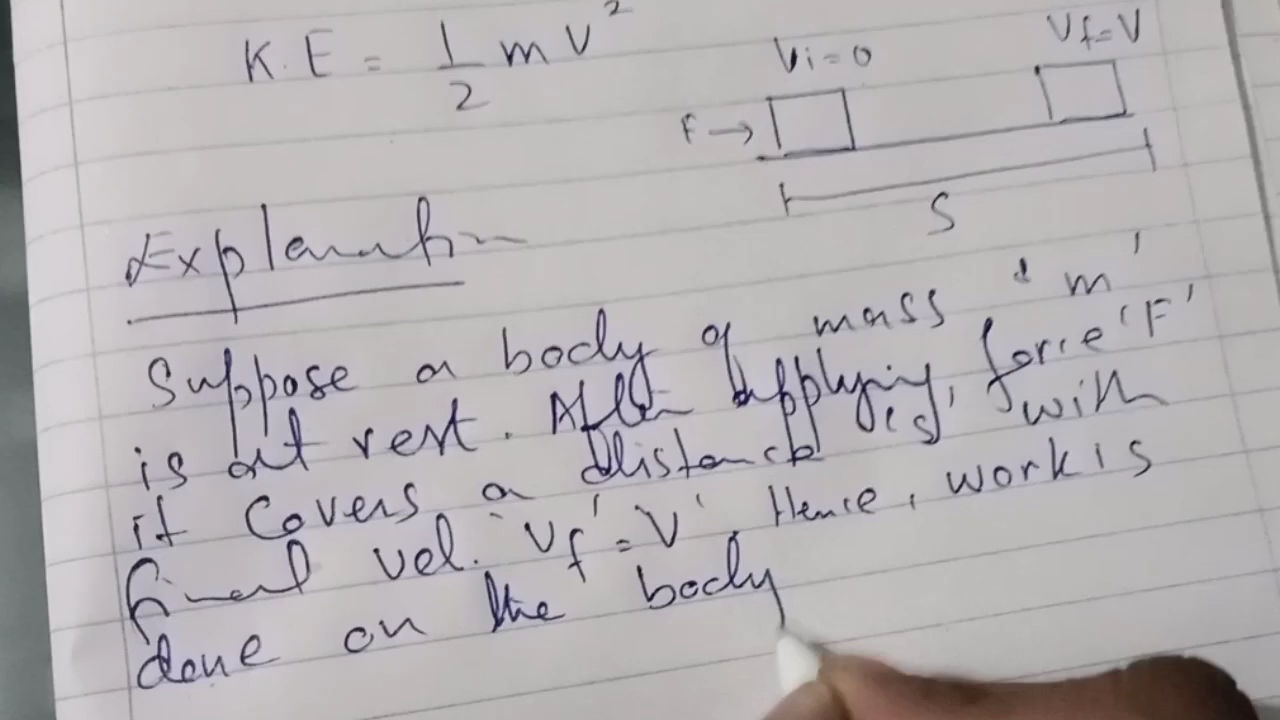 K.E = 1/2 mv²
Vi=0
Vf=V
F →
S
Explanation
Suppose a body of mass 'm'
is at rest. After applying force 'F'
it covers a distance 'S' with
final vel. 'Vf'=V'. Hence, work is
done on the body